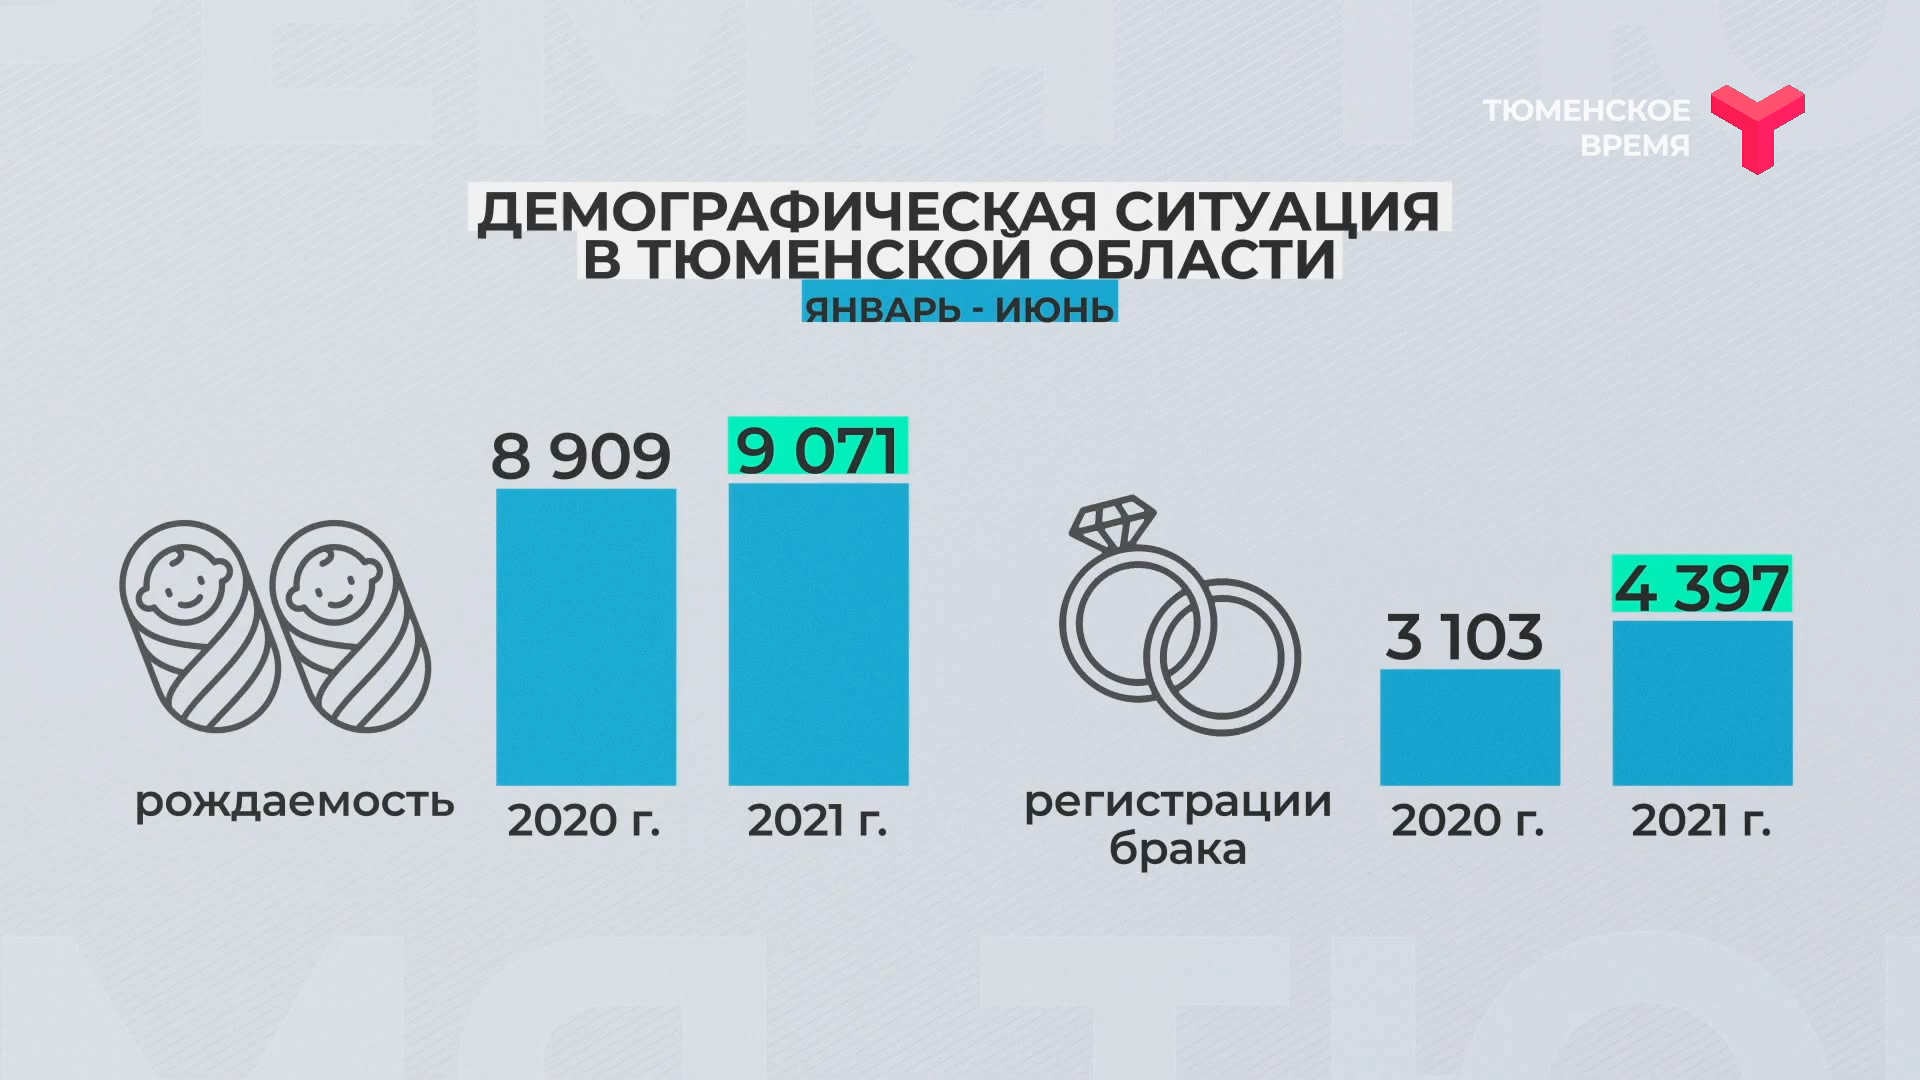 ТЮМЕНСКОЕ
ВРЕМЯ
ДЕМОГРАФИЧЕСКАЯ СИТУАЦИЯ
В ТЮМЕНСКОЙ ОБЛАСТИ
ЯНВАРЬ - ИЮНЬ
8 909
9 071
рождаемость
2020 г.
2021 г.
3 103
4 397
регистрации
брака
2020 г.
2021 г.